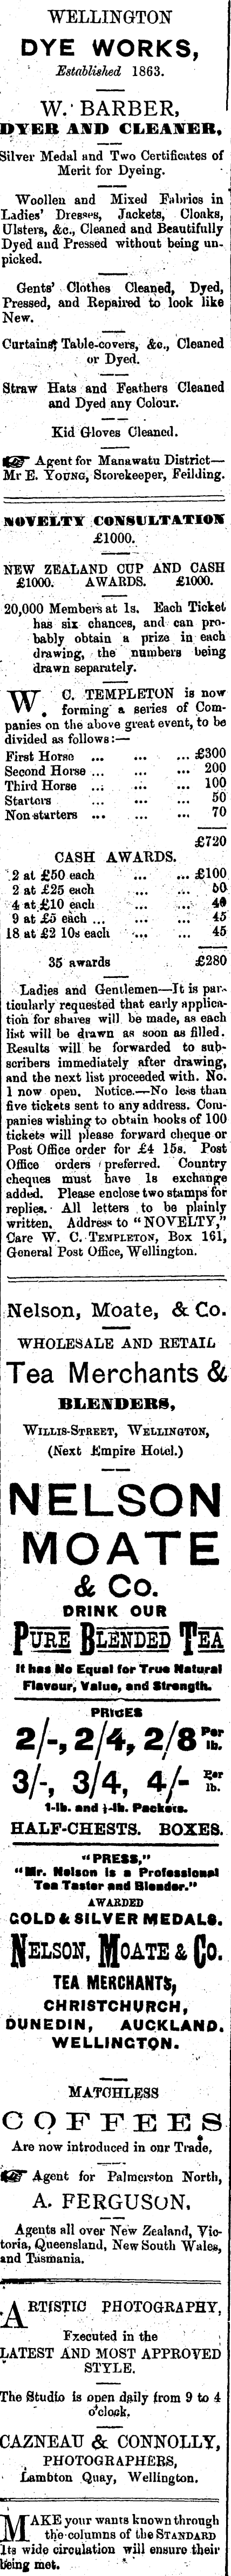 WELLINGTON
DYE WORKS,
Established 1863.
W. BARBER,
DYER AND CLEANER,
Silver Medal and Two Certificates of
Merit for Dyeing.
Woollen and Mixed Fabrics in
Ladies' Dresses, Jackets, Cloaks,
Ulsters, &c., Cleaned and Beautifully
Dyed and Pressed without being un-
picked.
Gents' Clothes Cleaned, Dyed,
Pressed, and Repaired to look like
New.
Curtains, Table-covers, &c., Cleaned
or Dyed.
Straw Hats and Feathers Cleaned
and Dyed any Colour.
Kid Gloves Cleaned.
Agent for Manawatu District—
Mr E. YOUNG, Storekeeper, Feilding.
NOVELTY CONSULTATION
£1000.
NEW ZEALAND CUP AND CASH
£1000. AWARDS. £1000.
20,000 Members at 1s. Each Ticket
has six chances, and can pro-
bably obtain a prize in each
drawing, the numbers being
drawn separately.
W. C. TEMPLETON is now
forming a series of Com-
panies on the above great event, to be
divided as follows:—
First Horse ... ... ... £300
Second Horse ... ... ... 200
Third Horse ... ... ... 100
Starters ... ... 50
Non-starters ... ... ... 70
£720
CASH AWARDS.
2 at £50 each ... ... £100
2 at £25 each ... ... 50
4 at £10 each ... ... 40
9 at £5 each ... ... ... 45
18 at £2 10s each ... ... 45
35 awards £280
Ladies and Gentlemen—It is par-
ticularly requested that early applica-
tion for shares will be made, as each
list will be drawn as soon as filled.
Results will be forwarded to sub-
scribers immediately after drawing,
and the next list proceeded with. No.
1 now open. Notice.—No less than
five tickets sent to any address. Com-
panies wishing to obtain books of 100
tickets will please forward cheque or
Post Office order for £4 15s. Post
Office orders preferred. Country
cheques must have 1s exchange
added. Please enclose two stamps for
replies. All letters to be plainly
written. Address to "NOVELTY,"
Care W. C. TEMPLETON, Box 161,
General Post Office, Wellington.
Nelson, Moate, & Co.
WHOLESALE AND RETAIL
Tea Merchants &
BLENDERS,
WILLIS-STREET, WELLINGTON,
(Next Empire Hotel.)
NELSON
MOATE
& CO.
DRINK OUR
PURE BLENDED TEA
It has No Equal for True Natural
Flavour, Value, and Strength.
PRICES
2/-, 2/4, 2/8 Per lb.
3/-, 3/4, 4/- Per lb.
1-lb. and ½-lb. Packets.
HALF-CHESTS. BOXES.
"PRESS,"
"Mr. Nelson is a Professional
Tea Taster and Blender."
AWARDED
GOLD & SILVER MEDALS.
NELSON, MOATE & CO.
TEA MERCHANTS,
CHRISTCHURCH,
DUNEDIN, AUCKLAND,
WELLINGTON.
MATCHLESS
COFFEES
Are now introduced in our Trade.
Agent for Palmerston North,
A. FERGUSON.
Agents all over New Zealand, Vic-
toria, Queensland, New South Wales,
and Tasmania.
ARTISTIC PHOTOGRAPHY,
Executed in the
LATEST AND MOST APPROVED
STYLE.
The Studio is open daily from 9 to 4
o'clock.
CAZNEAU & CONNOLLY,
PHOTOGRAPHERS,
Lambton Quay, Wellington.
MAKE your wants known through
the columns of the STANDARD
Its wide circulation will ensure their
being met.